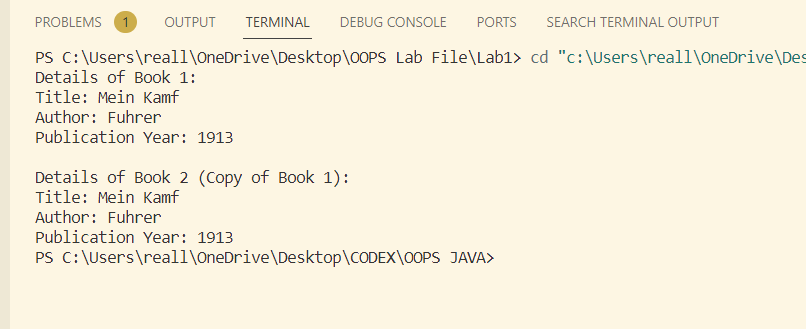 PROBLEMS 1 OUTPUT TERMINAL DEBUG CONSOLE PORTS SEARCH TERMINAL OUTPUT
PS C:\Users\reall\OneDrive\Desktop\OOPS Lab File\Lab1> cd "c:\Users\reall\OneDrive\Des
Details of Book 1:
Title: Mein Kamf
Author: Fuhrer
Publication Year: 1913
Details of Book 2 (Copy of Book 1):
Title: Mein Kamf
Author: Fuhrer
Publication Year: 1913
PS C:\Users\reall\OneDrive\Desktop\CODEX\OOPS JAVA>